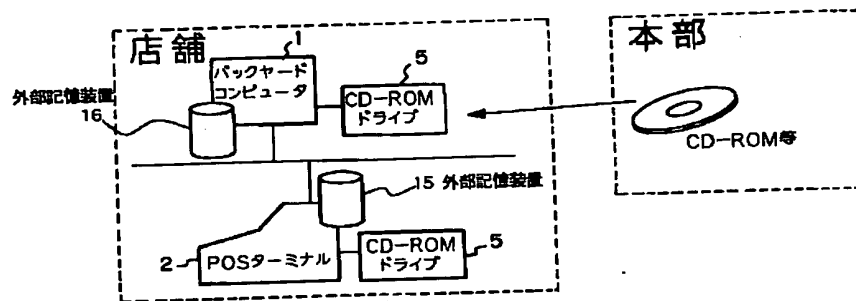 店舗
1
バックヤード
コンピュータ
外部記憶装置
16
5
CD-ROM
ドライブ
本部
CD-ROM等
15 外部記憶装置
2
POSターミナル
CD-ROM
ドライブ
5